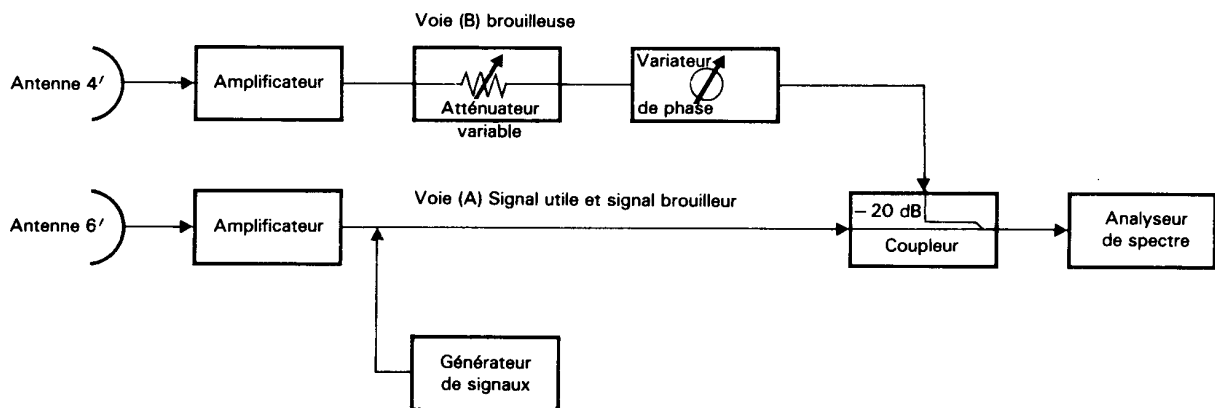 Voie (B) brouilleuse
Antenne 4'
Amplificateur
Atténuateur
variable
Variateur
de phase
Antenne 6'
Amplificateur
Voie (A) Signal utile et signal brouilleur
− 20 dB
Coupleur
Analyseur
de spectre
Générateur
de signaux